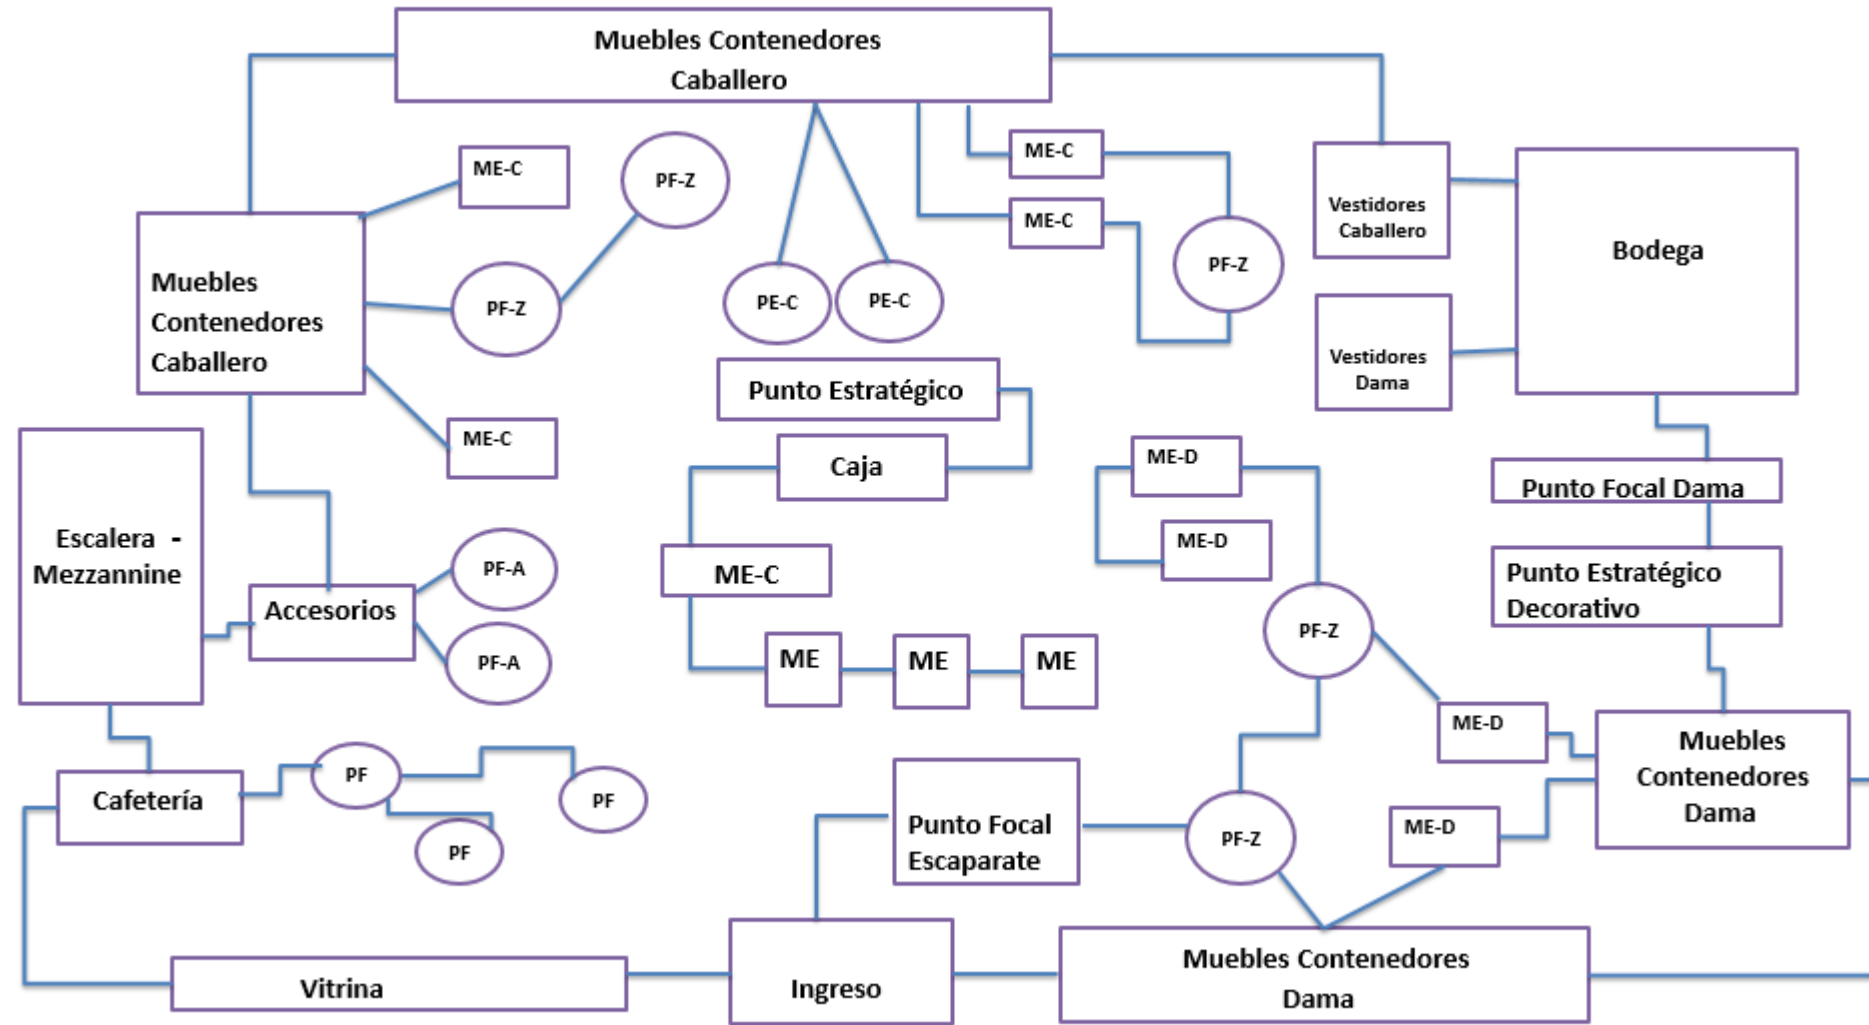 Muebles Contenedores
Caballero
ME-C
PF-Z
ME-C
ME-C
Vestidores
Caballero
Bodega
Muebles
Contenedores
Caballero
PF-Z
PE-C
PE-C
PF-Z
Vestidores
Dama
Punto Estratégico
ME-C
Caja
ME-D
ME-D
Punto Focal Dama
Escalera -
Mezzannine
Accesorios
PF-A
PF-A
ME-C
ME
ME
ME
PF-Z
Punto Estratégico
Decorativo
ME-D
Muebles
Contenedores
Dama
Cafetería
PF
PF
PF
Punto Focal
Escaparate
PF-Z
ME-D
Vitrina
Ingreso
Muebles Contenedores
Dama